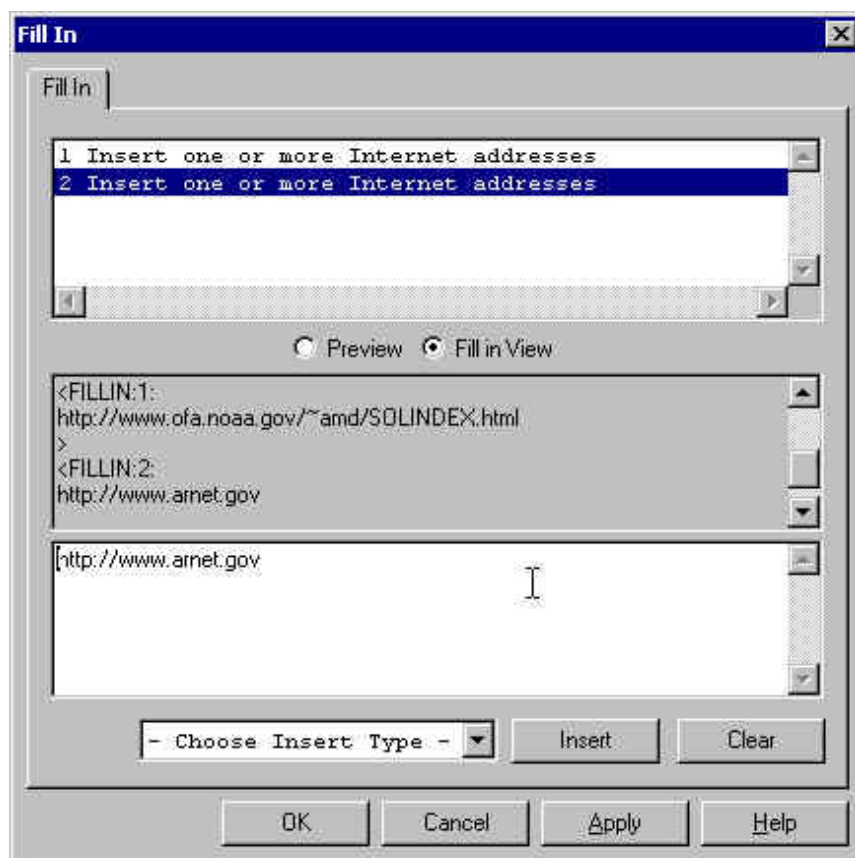 Fill In
Fill In
1 Insert one or more Internet addresses
2 Insert one or more Internet addresses
Preview Fill in View
<FILLIN:1:
http://www.ofa.noaa.gov/~amd/SOLINDEX.html
>
<FILLIN:2:
http://www.arnet.gov
http://www.arnet.gov
- Choose Insert Type - Insert Clear
OK Cancel Apply Help